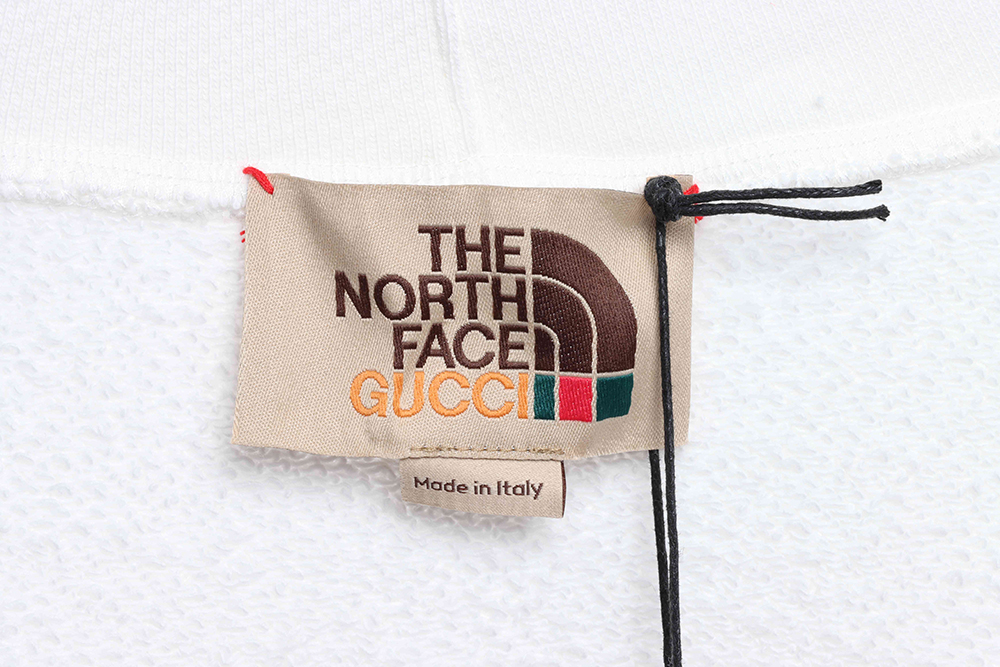 THE
NORTH
FACE
GUCCI
Made in Italy